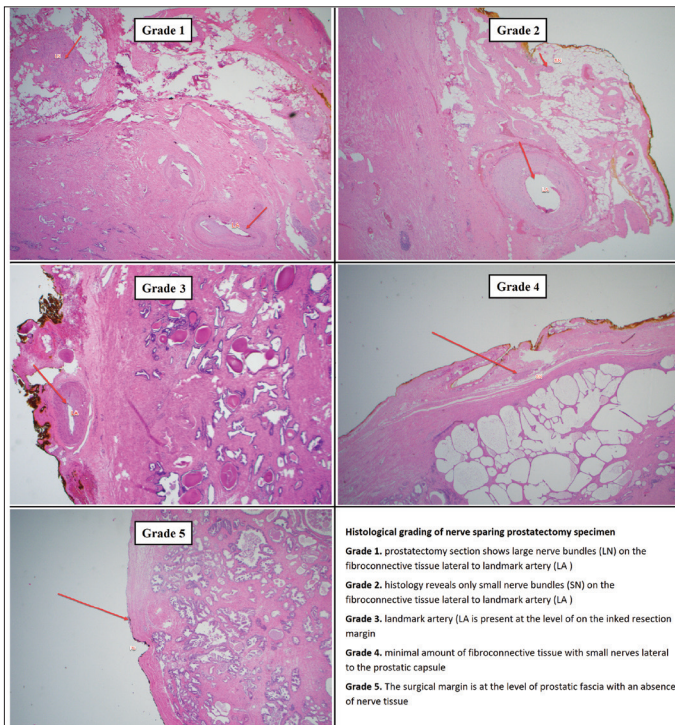 Grade 1
Grade 2
Grade 3
Grade 4
Grade 5
Histological grading of nerve sparing prostatectomy specimen
Grade 1. prostatectomy section shows large nerve bundles (LN) on the
fibroconnective tissue lateral to landmark artery (LA )
Grade 2. histology reveals only small nerve bundles (SN) on the
fibroconnective tissue lateral to landmark artery (LA )
Grade 3. landmark artery (LA is present at the level of on the inked resection
margin
Grade 4. minimal amount of fibroconnective tissue with small nerves lateral
to the prostatic capsule
Grade 5. The surgical margin is at the level of prostatic fascia with an absence
of nerve tissue